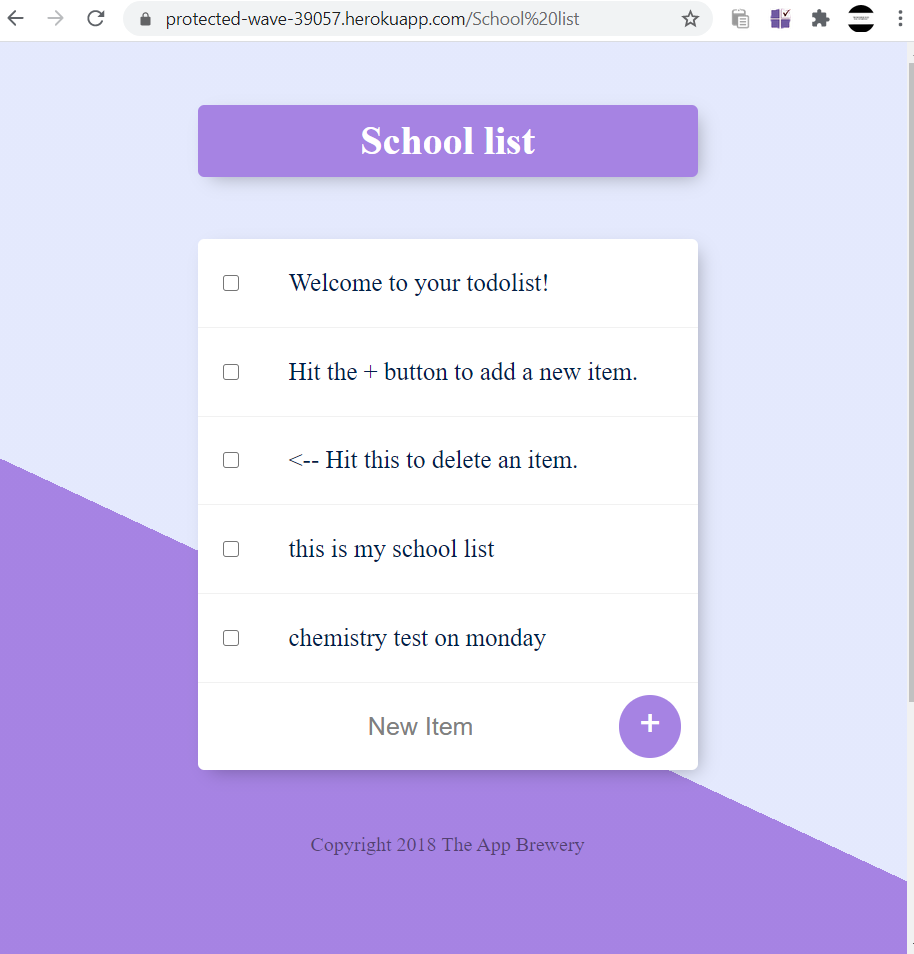 protected-wave-39057.herokuapp.com/School%20list
School list
Welcome to your todolist!
Hit the + button to add a new item.
<-- Hit this to delete an item.
this is my school list
chemistry test on monday
New Item
+
Copyright 2018 The App Brewery